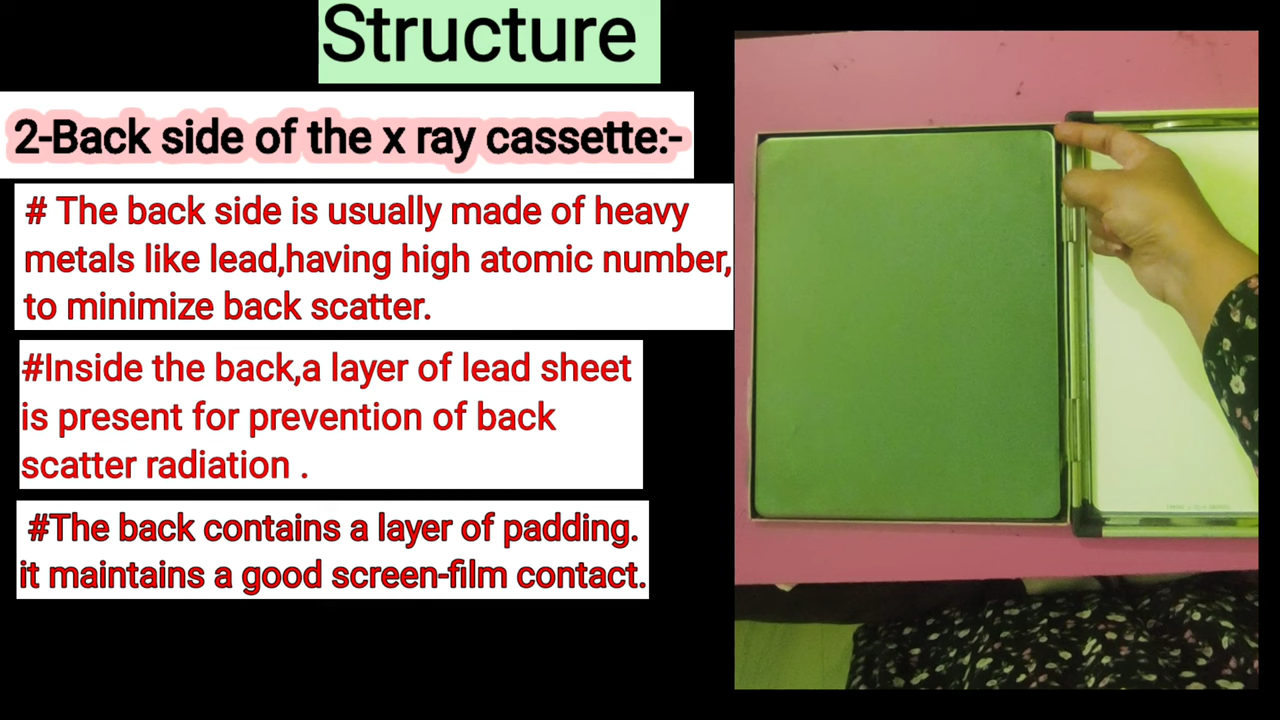 Structure
2-Back side of the x ray cassette:-
# The back side is usually made of heavy
metals like lead,having high atomic number,
to minimize back scatter.
#Inside the back,a layer of lead sheet
is present for prevention of back
scatter radiation .
#The back contains a layer of padding.
it maintains a good screen-film contact.